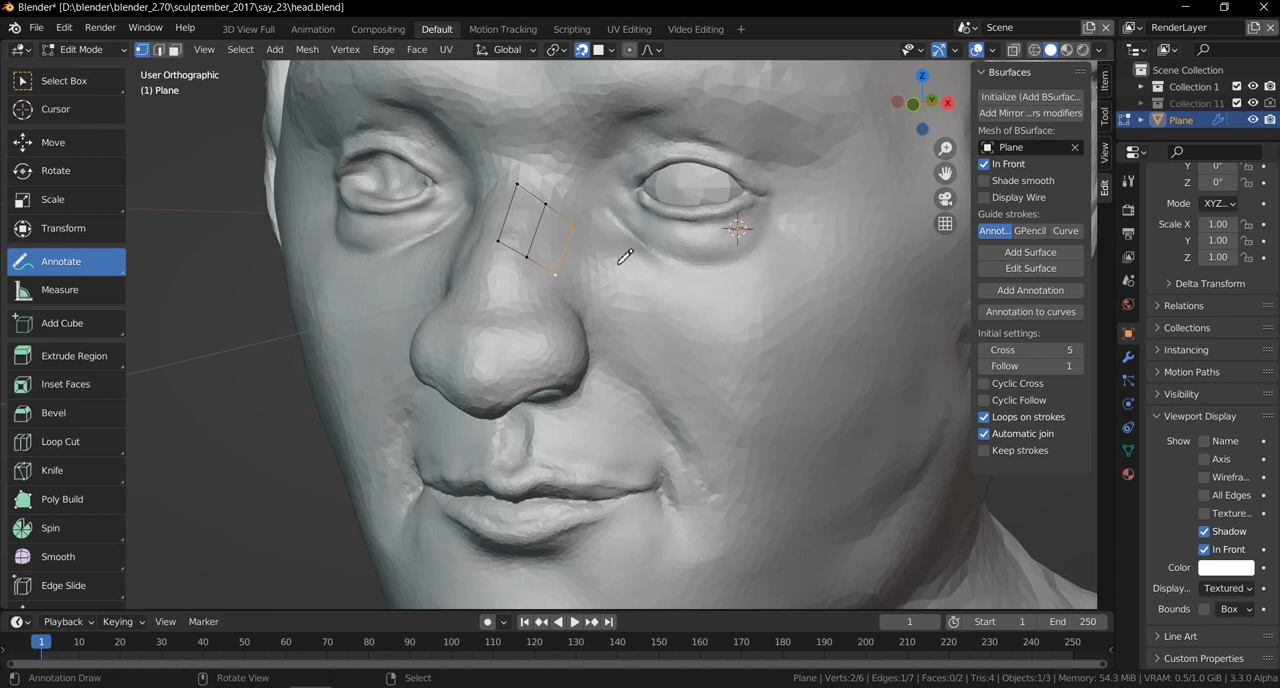 Blender* [D:\blender\blender_2.70\sculptember_2017\say_23\head.blend]
File Edit Render Window Help 3D View Full Animation Compositing Default Motion Tracking Scripting UV Editing Video Editing + Scene RenderLayer
Edit Mode View Select Add Mesh Vertex Edge Face UV Global
User Orthographic
(1) Plane
Select Box
Cursor
Move
Rotate
Scale
Transform
Annotate
Measure
Add Cube
Extrude Region
Inset Faces
Bevel
Loop Cut
Knife
Poly Build
Spin
Smooth
Edge Slide
Z
Y
X
Bsurfaces
Initialize (Add BSurfac...
Add Mirror ...rs modifiers
Mesh of BSurface:
Plane
In Front
Shade smooth
Display Wire
Guide strokes:
Annot... GPencil Curve
Add Surface
Edit Surface
Add Annotation
Annotation to curves
Initial settings:
Cross 5
Follow 1
Cyclic Cross
Cyclic Follow
Loops on strokes
Automatic join
Keep strokes
Item
Tool
View
Edit
Scene Collection
Collection 1
Collection 11
Plane
Y 0°
Z 0°
Mode XYZ...
Scale X 1.00
Y 1.00
Z 1.00
Delta Transform
Relations
Collections
Instancing
Motion Paths
Visibility
Viewport Display
Show Name
Axis
Wirefra...
All Edges
Texture...
Shadow
In Front
Color
Display... Textured
Bounds Box
Line Art
Custom Properties
Playback Keying View Marker 1 Start 1 End 250
1 10 20 30 40 50 60 70 80 90 100 110 120 130 140 150 160 170 180 190 200 210 220 230 240 250
Annotation Draw Rotate View Select Plane | Verts:2/6 | Edges:1/7 | Faces:0/2 | Tris:4 | Objects:1/3 | Memory: 54.3 MiB | VRAM: 0.5/1.0 GiB | 3.3.0 Alpha